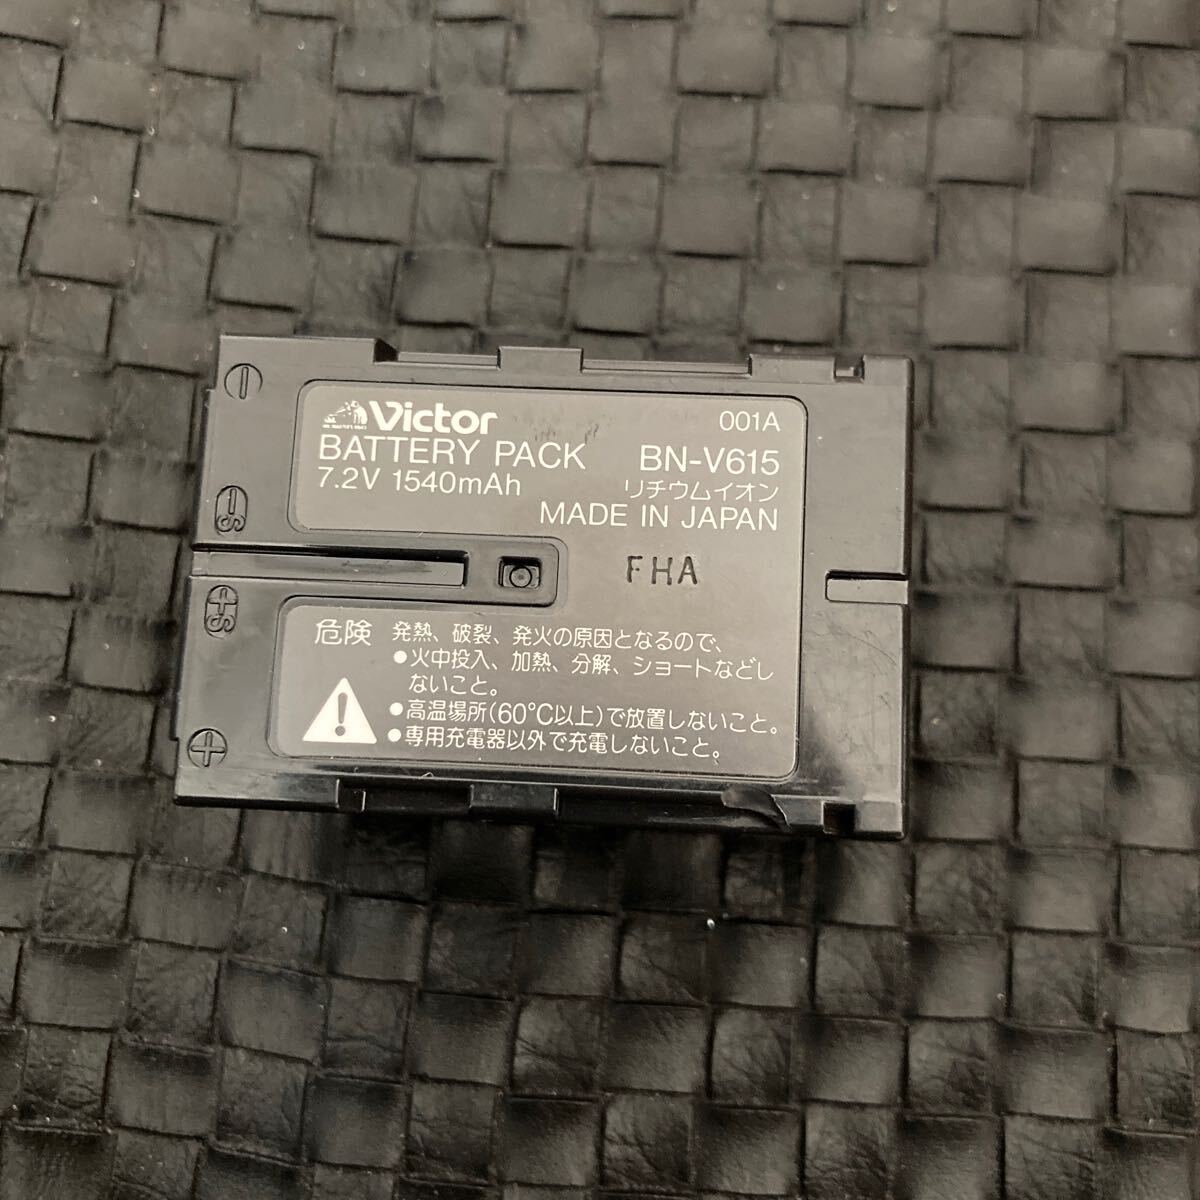 Victor 001A
BATTERY PACK BN-V615
7.2V 1540mAh リチウムイオン
MADE IN JAPAN
FHA
危険 発熱、破裂、発火の原因となるので、
●火中投入、加熱、分解、ショートなどし
ないこと。
●高温場所(60℃以上)で放置しないこと。
●専用充電器以外で充電しないこと。